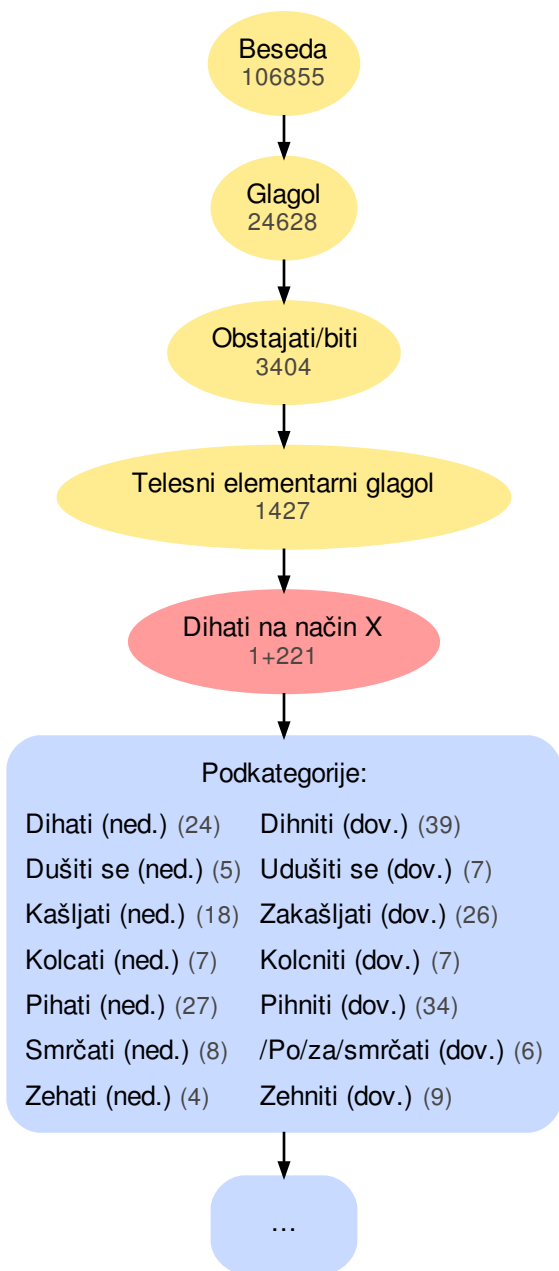 Beseda
106855
Glagol
24628
Obstajati/biti
3404
Telesni elementarni glagol
1427
Dihati na način X
1+221
Podkategorije:
Dihati (ned.) (24) Dihniti (dov.) (39)
Dušiti se (ned.) (5) Udušiti se (dov.) (7)
Kašljati (ned.) (18) Zakašljati (dov.) (26)
Kolcati (ned.) (7) Kolcniti (dov.) (7)
Pihati (ned.) (27) Pihniti (dov.) (34)
Smrčati (ned.) (8) /Po/za/smrčati (dov.) (6)
Zehati (ned.) (4) Zehniti (dov.) (9)
...